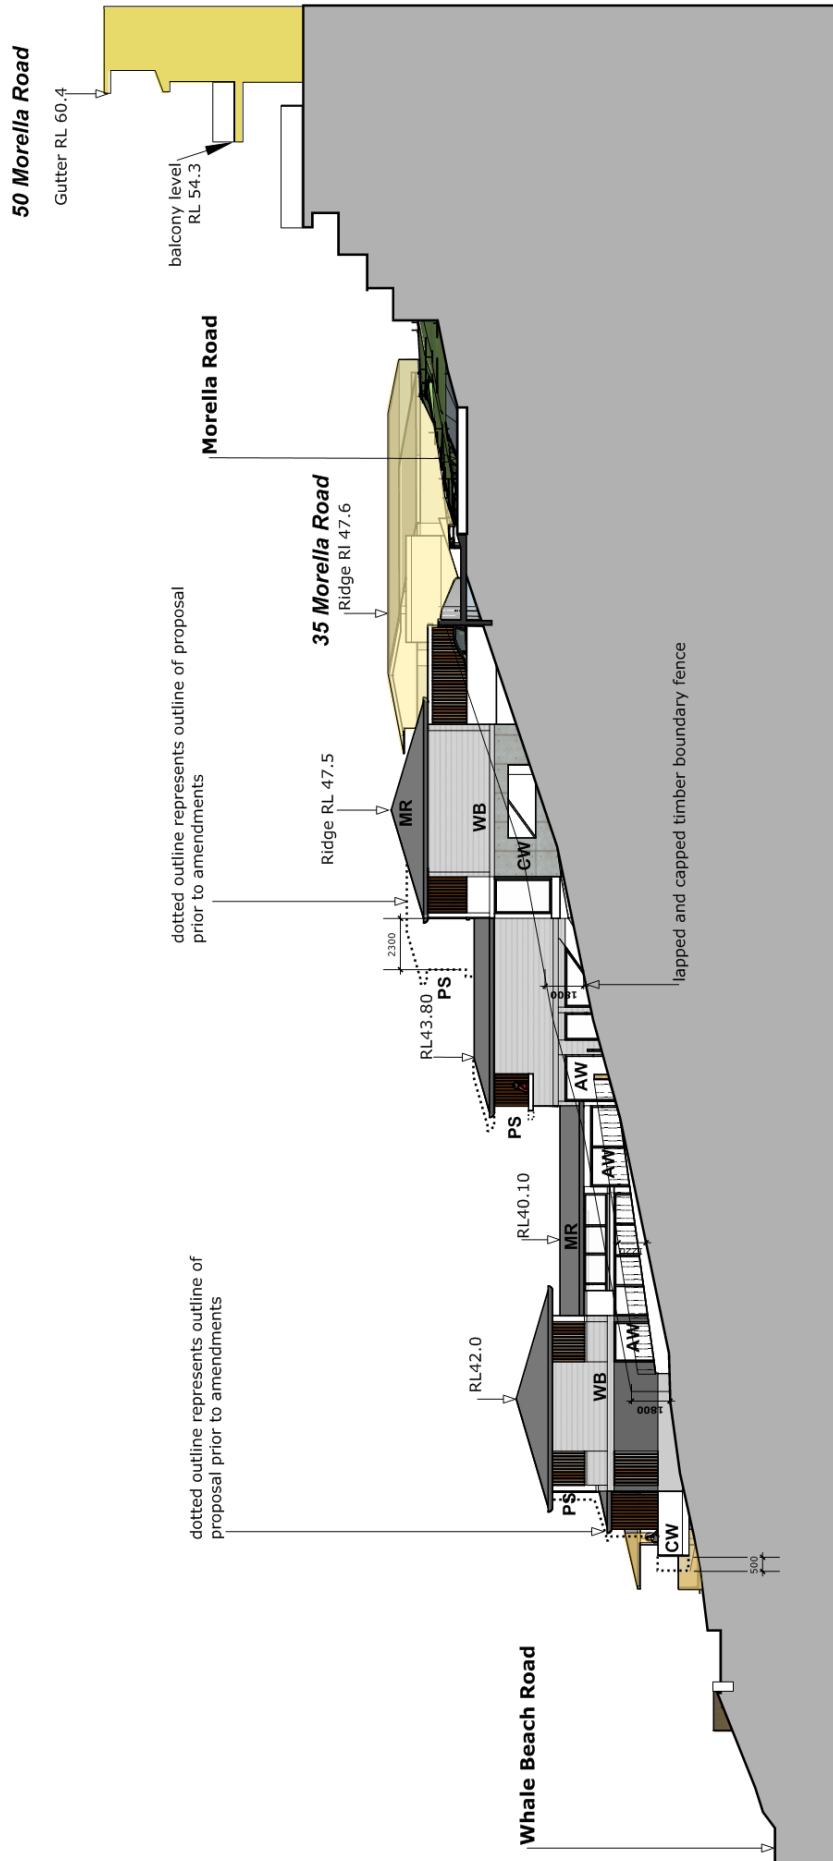 50 Morella Road
Gutter RL 60.4
balcony level
RL 54.3
Morella Road
35 Morella Road
Ridge Rl 47.6
dotted outline represents outline of proposal
prior to amendments
Ridge RL 47.5
MR
WB
CW
2300
PS
RL43.80
PS
1800
lapped and capped timber boundary fence
AW
AW
RL40.10
MR
AW
dotted outline represents outline of
proposal prior to amendments
RL42.0
WB
1800
PS
CW
500
Whale Beach Road